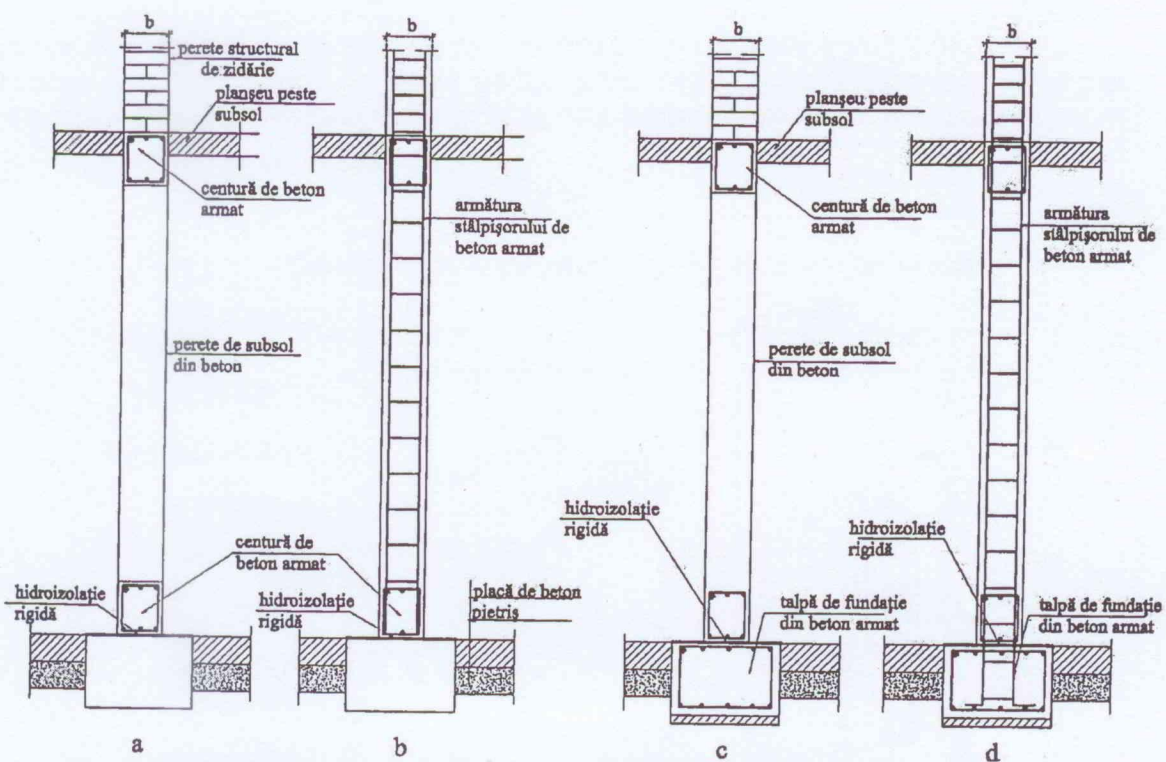 b
perete structural
de zidărie
planşeu peste
subsol
centură de beton
armat
perete de subsol
din beton
centură de
beton armat
hidroizolaţie
rigidă
a
b
armătura
stâlpişorului de
beton armat
hidroizolaţie
rigidă
placă de beton
pietriş
b
b
planşeu peste
subsol
centură de beton
armat
perete de subsol
din beton
hidroizolaţie
rigidă
talpă de fundaţie
din beton armat
c
b
armătura
stâlpişorului de
beton armat
hidroizolaţie
rigidă
talpă de fundaţie
din beton armat
d